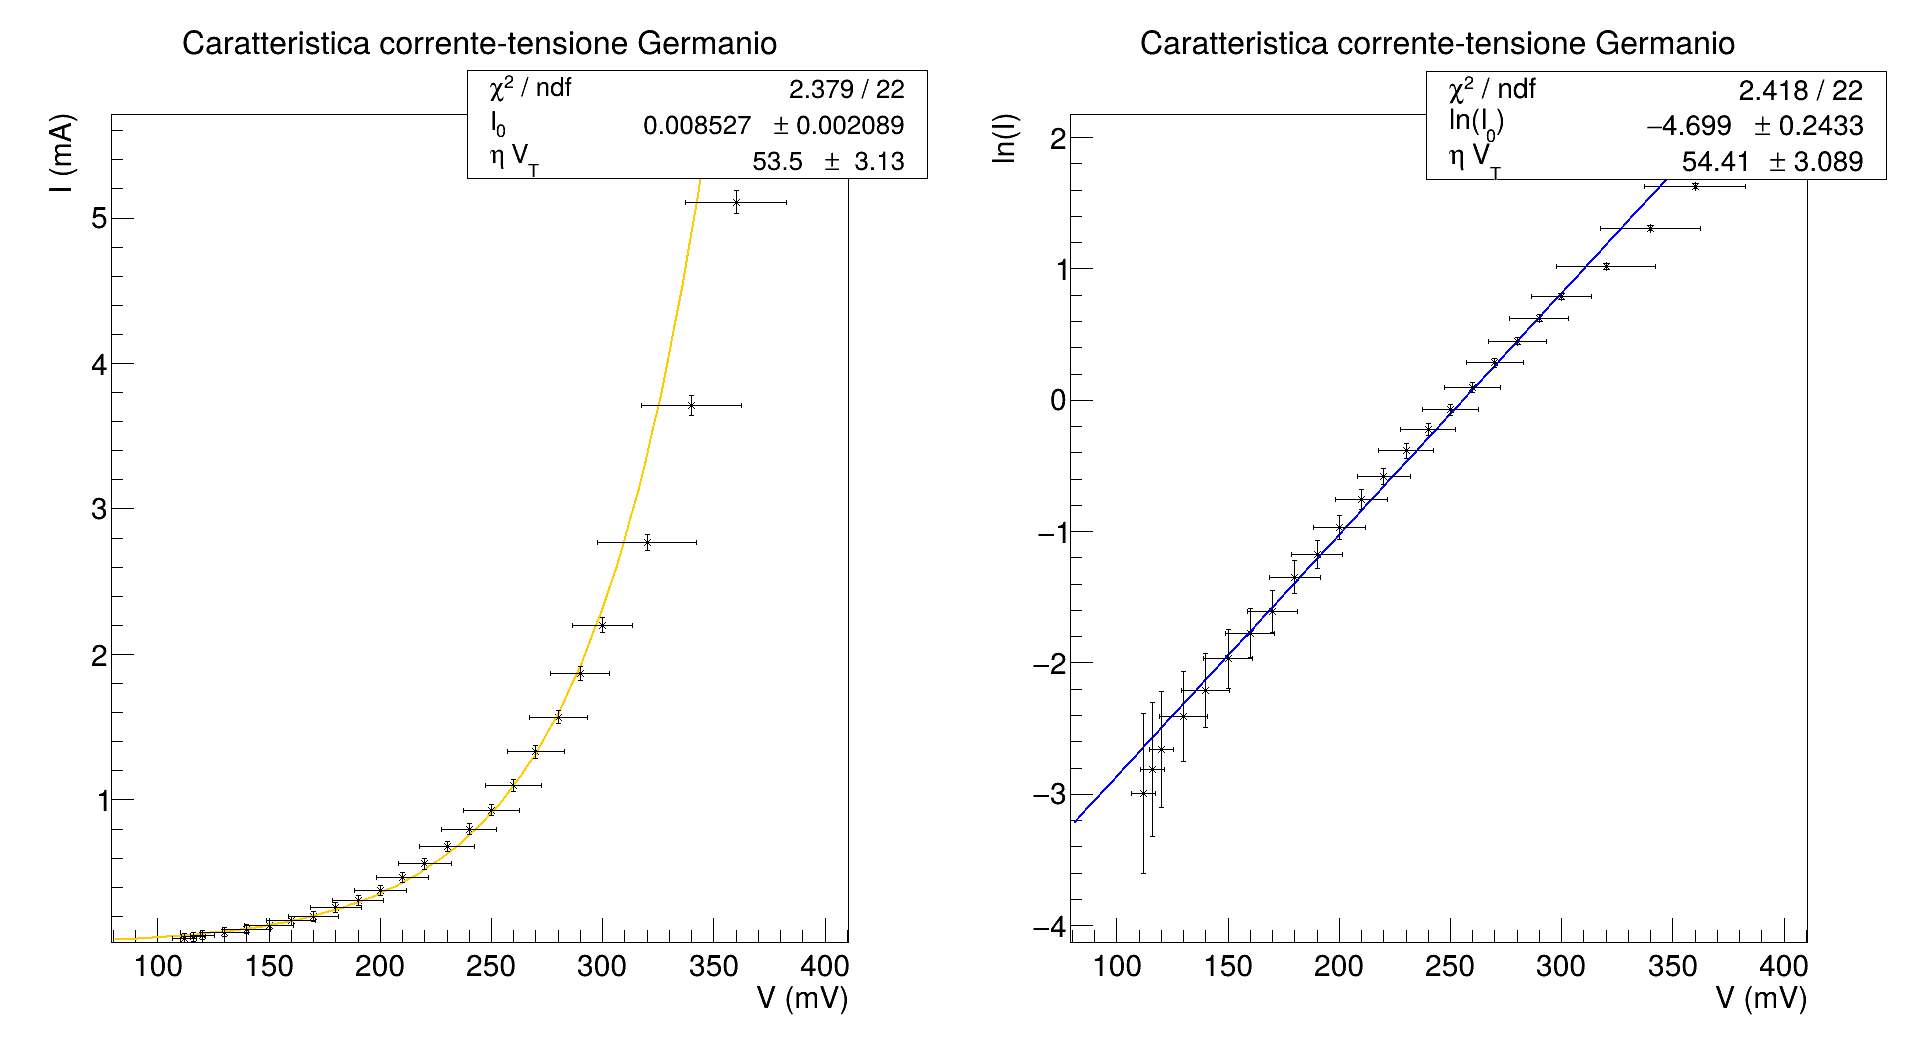 Caratteristica corrente-tensione Germanio
χ² / ndf 2.379 / 22
I₀ 0.008527 ± 0.002089
η V_T 53.5 ± 3.13
I (mA)
5
4
3
2
1
100 150 200 250 300 350 400
V (mV)
Caratteristica corrente-tensione Germanio
χ² / ndf 2.418 / 22
ln(I₀) −4.699 ± 0.2433
η V_T 54.41 ± 3.089
ln(I)
2
1
0
−1
−2
−3
−4
100 150 200 250 300 350 400
V (mV)